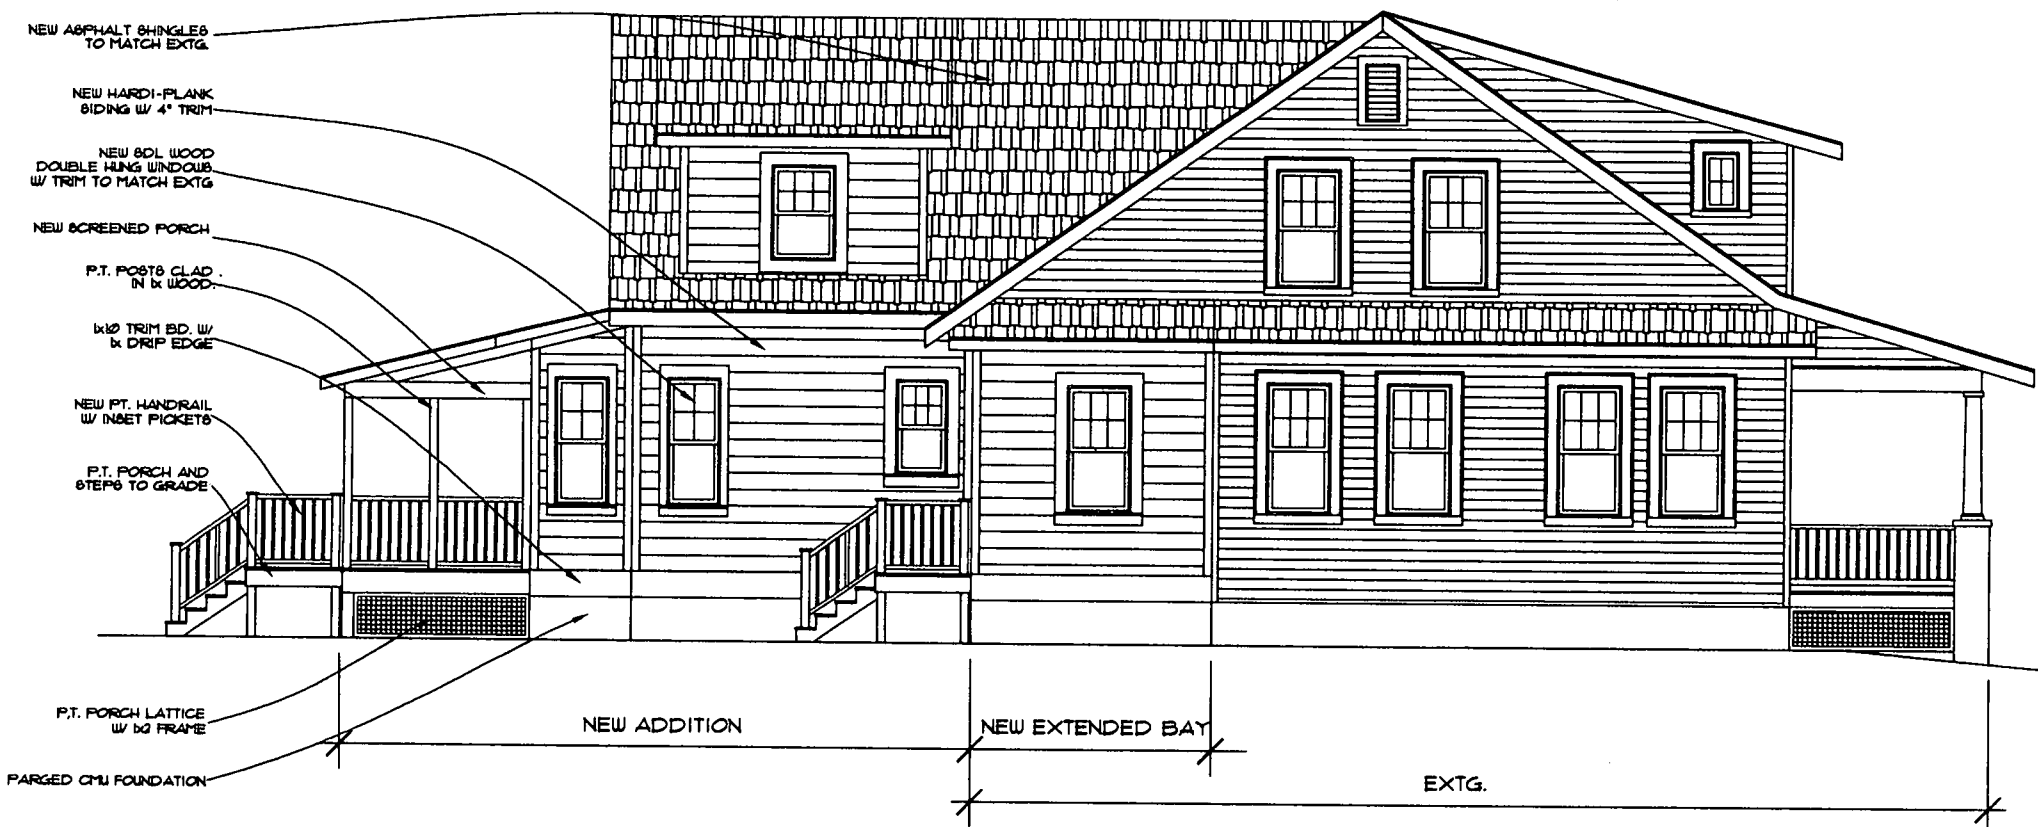 NEW ASPHALT SHINGLES
TO MATCH EXTG.
NEW HARDI-PLANK
SIDING W/ 4" TRIM
NEW SDL WOOD
DOUBLE HUNG WINDOWS
W/ TRIM TO MATCH EXTG
NEW SCREENED PORCH
P.T. POSTS CLAD
IN 1x WOOD.
1x10 TRIM BD. W/
1x DRIP EDGE
NEW PT. HANDRAIL
W/ INSET PICKETS
P.T. PORCH AND
STEPS TO GRADE
P.T. PORCH LATTICE
W/ 1x2 FRAME
PARGED CMU FOUNDATION
NEW ADDITION
NEW EXTENDED BAY
EXTG.